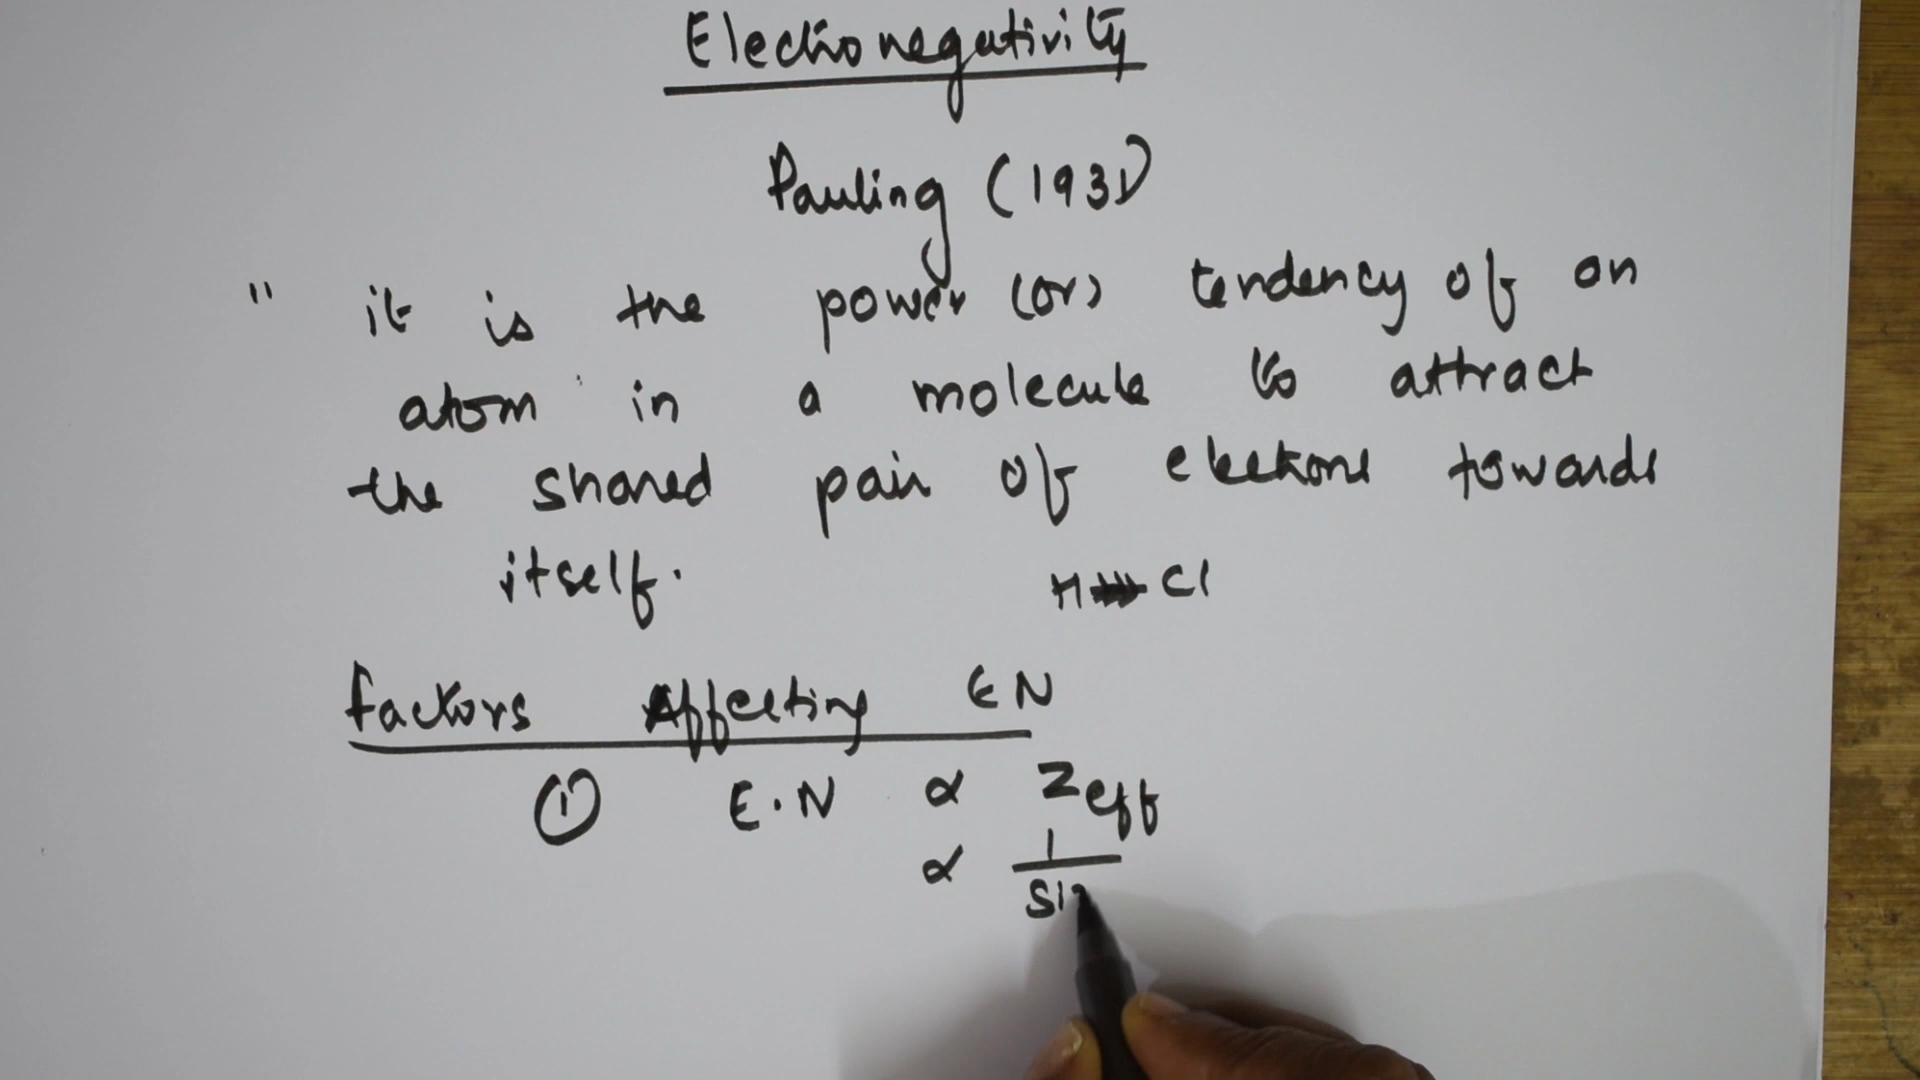 Electronegativity
Pauling (1931)
" it is the power (or) tendency of an
atom in a molecule to attract
the shared pair of electrons towards
itself.
H Cl
Factors Affecting EN
① E.N ∝ Zeff
∝ 1